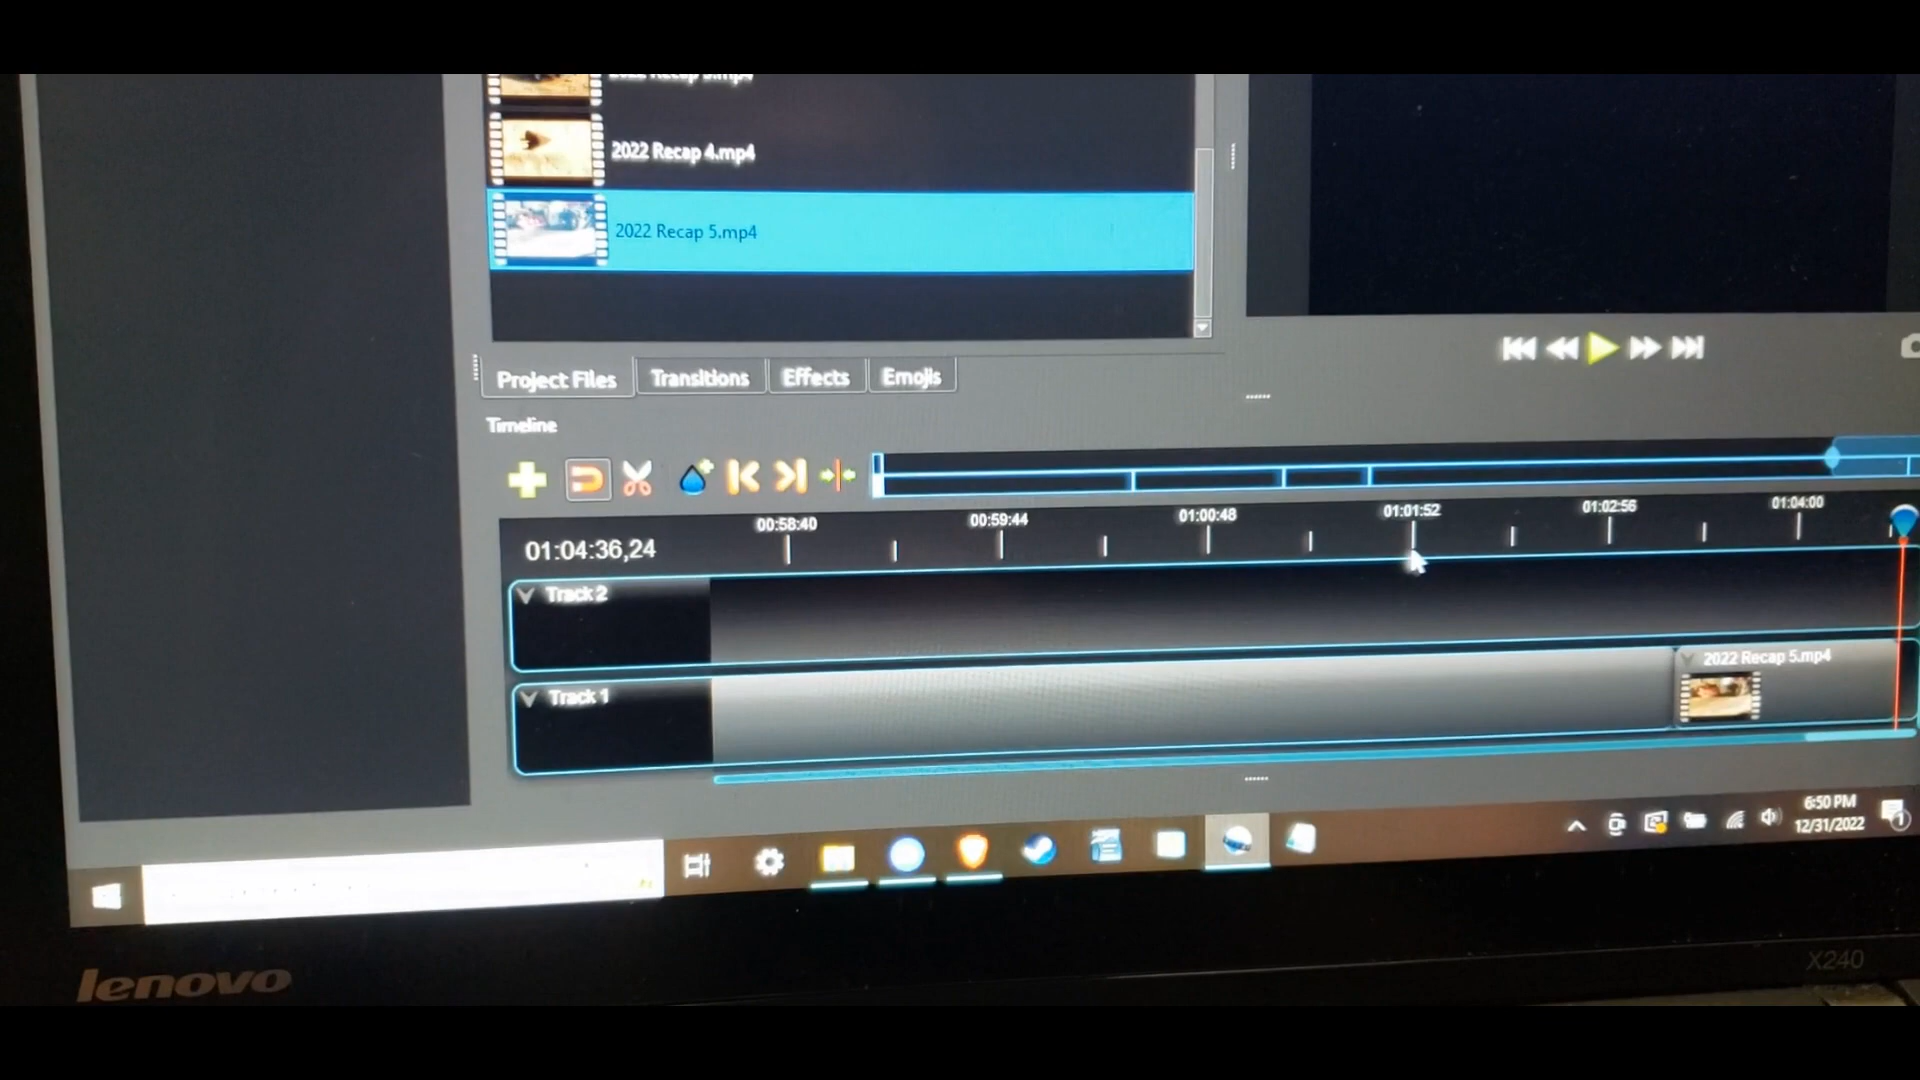 2022 Recap 4.mp4
2022 Recap 5.mp4
Project Files
Transitions
Effects
Emojis
Timeline
00:58:40
00:59:44
01:00:48
01:01:52
01:02:56
01:04:00
01:04:36,24
Track 2
2022 Recap 5.mp4
Track 1
6:50 PM
12/31/2022
1
lenovo
X240